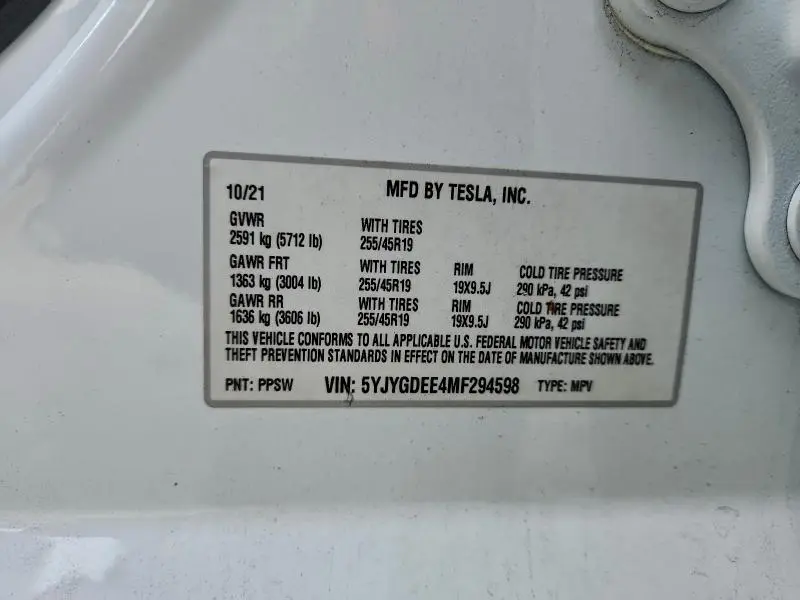 10/21 MFD BY TESLA, INC.
GVWR WITH TIRES
2591 kg (5712 lb) 255/45R19
GAWR FRT WITH TIRES RIM COLD TIRE PRESSURE
1363 kg (3004 lb) 255/45R19 19X9.5J 290 kPa, 42 psi
GAWR RR WITH TIRES RIM COLD TIRE PRESSURE
1636 kg (3606 lb) 255/45R19 19X9.5J 290 kPa, 42 psi
THIS VEHICLE CONFORMS TO ALL APPLICABLE U.S. FEDERAL MOTOR VEHICLE SAFETY AND
THEFT PREVENTION STANDARDS IN EFFECT ON THE DATE OF MANUFACTURE SHOWN ABOVE.
PNT: PPSW VIN: 5YJYGDEE4MF294598 TYPE: MPV